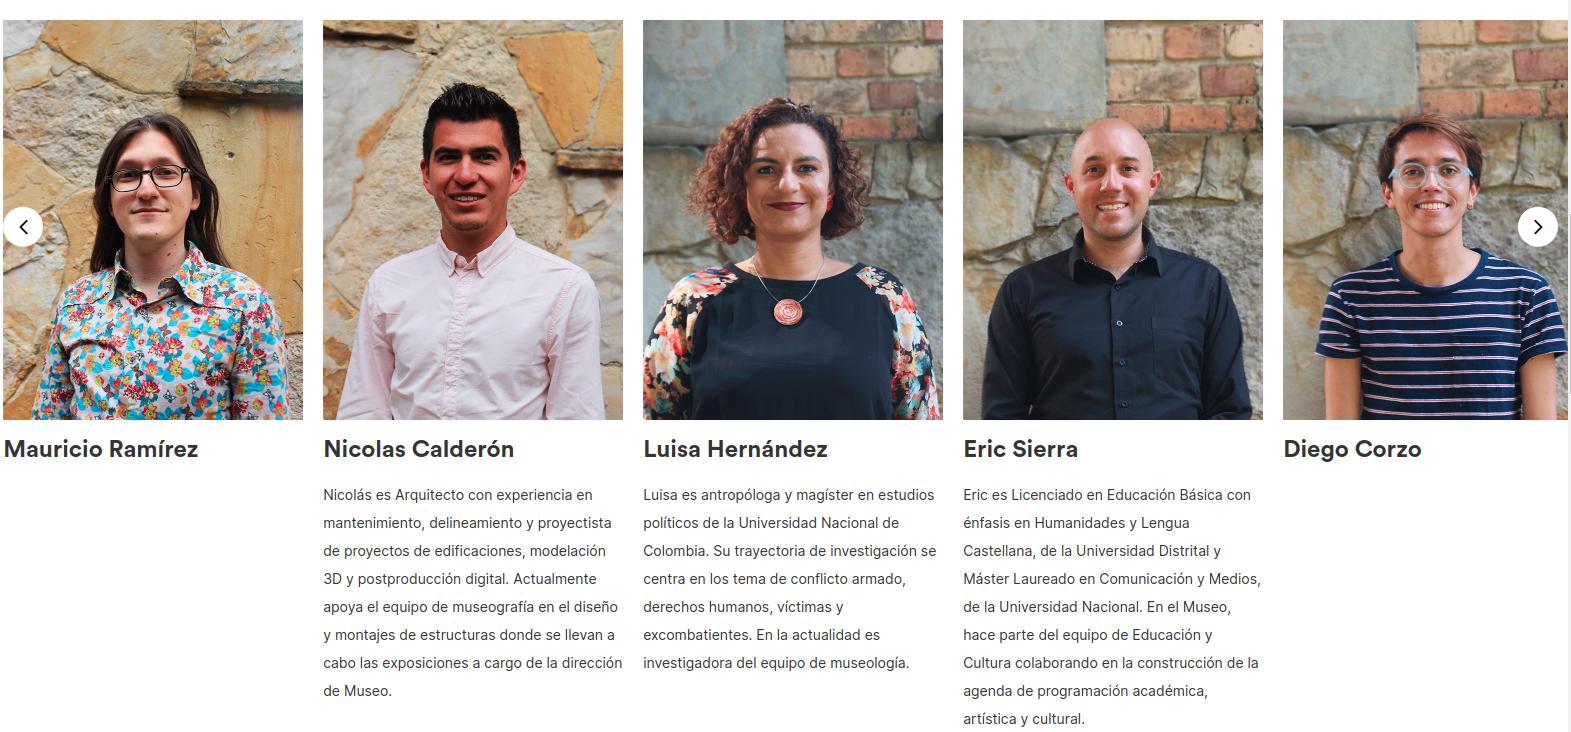 Mauricio Ramírez
Nicolas Calderón
Nicolás es Arquitecto con experiencia en
mantenimiento, delineamiento y proyectista
de proyectos de edificaciones, modelación
3D y postproducción digital. Actualmente
apoya el equipo de museografía en el diseño
y montajes de estructuras donde se llevan a
cabo las exposiciones a cargo de la dirección
de Museo.
Luisa Hernández
Luisa es antropóloga y magíster en estudios
políticos de la Universidad Nacional de
Colombia. Su trayectoria de investigación se
centra en los tema de conflicto armado,
derechos humanos, víctimas y
excombatientes. En la actualidad es
investigadora del equipo de museología.
Eric Sierra
Eric es Licenciado en Educación Básica con
énfasis en Humanidades y Lengua
Castellana, de la Universidad Distrital y
Máster Laureado en Comunicación y Medios,
de la Universidad Nacional. En el Museo,
hace parte del equipo de Educación y
Cultura colaborando en la construcción de la
agenda de programación académica,
artística y cultural.
Diego Corzo